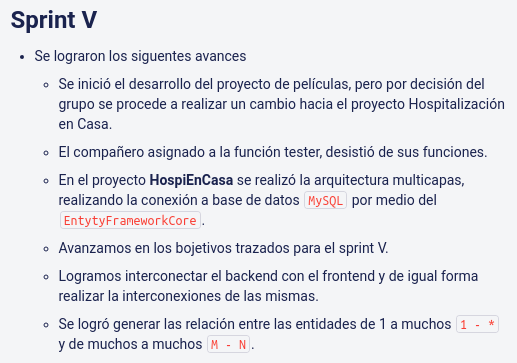 Sprint V
• Se lograron los siguentes avances
◦ Se inició el desarrollo del proyecto de películas, pero por decisión del
grupo se procede a realizar un cambio hacia el proyecto Hospitalización
en Casa.
◦ El compañero asignado a la función tester, desistió de sus funciones.
◦ En el proyecto HospiEnCasa se realizó la arquitectura multicapas,
realizando la conexión a base de datos MySQL por medio del
EntytyFrameworkCore .
◦ Avanzamos en los bojetivos trazados para el sprint V.
◦ Logramos interconectar el backend con el frontend y de igual forma
realizar la interconexiones de las mismas.
◦ Se logró generar las relación entre las entidades de 1 a muchos 1 - *
y de muchos a muchos M - N .